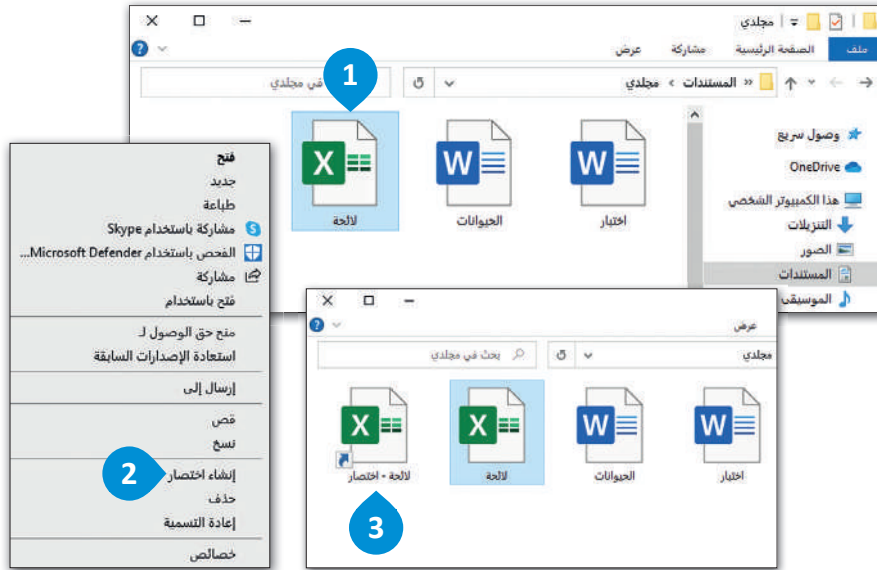 مجلدي
ملف الصفحة الرئيسية مشاركة عرض
« المستندات › مجلدي
في مجلدي
1
وصول سريع
OneDrive
هذا الكمبيوتر الشخصي
التنزيلات
الصور
المستندات
الموسيقى
اختبار
الحيوانات
لائحة
فتح
جديد
طباعة
مشاركة باستخدام Skype
الفحص باستخدام Microsoft Defender...
مشاركة
فتح باستخدام
منح حق الوصول لـ
استعادة الإصدارات السابقة
إرسال إلى
قص
نسخ
2
إنشاء اختصار
حذف
إعادة التسمية
خصائص
عرض
مجلدي
بحث في مجلدي
اختبار
الحيوانات
لائحة
لائحة - اختصار
3